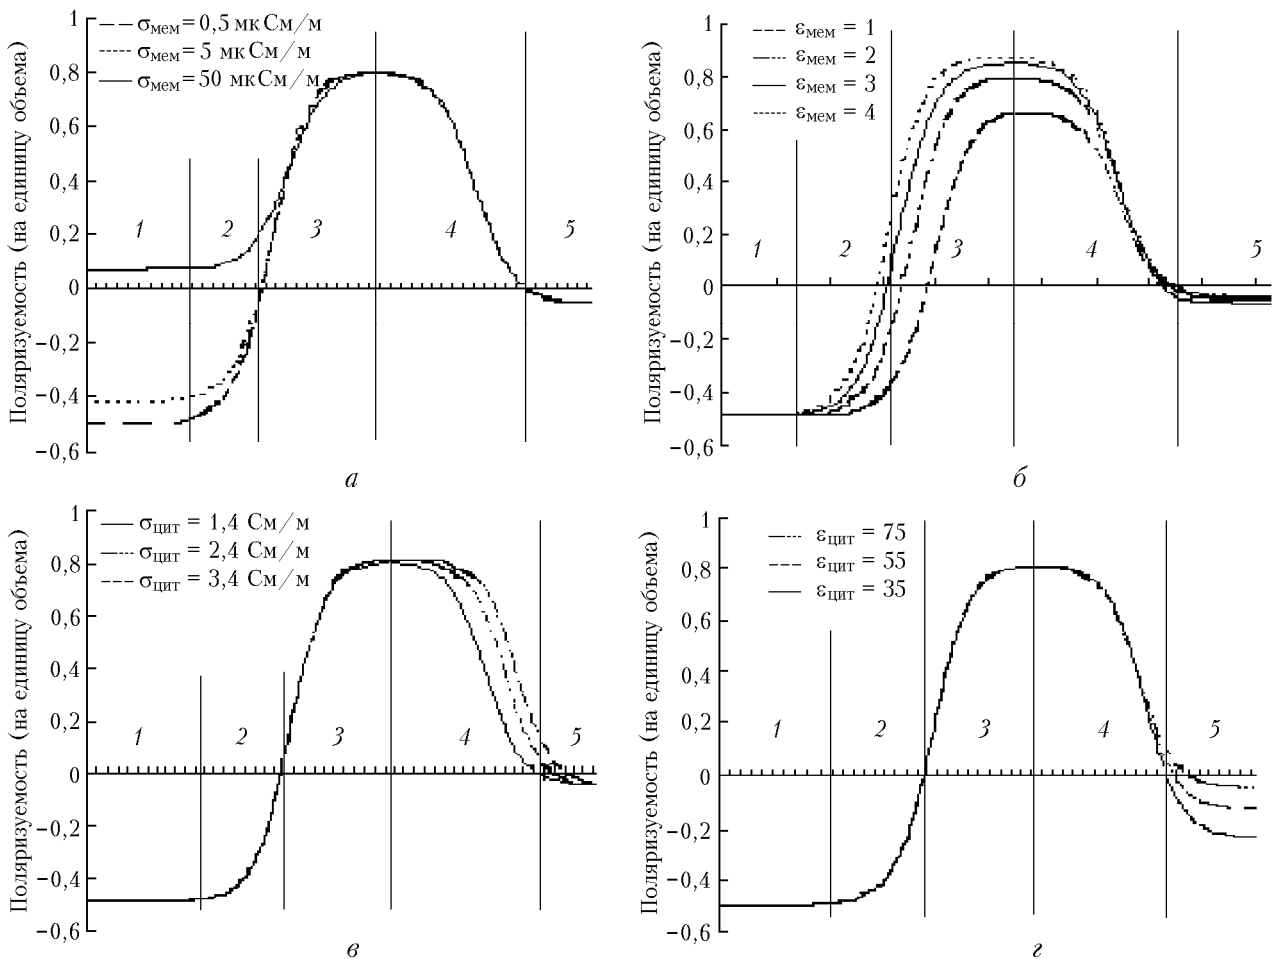 Поляризуемость (на единицу объема)
1
0,8
0,6
0,4
0,2
0
−0,2
−0,4
−0,6
σмем= 0,5 мкСм/м
σмем= 5 мкСм/м
σмем= 50 мкСм/м
1 2 3 4 5
а
Поляризуемость (на единицу объема)
1
0,8
0,6
0,4
0,2
0
−0,2
−0,4
−0,6
εмем = 1
εмем = 2
εмем = 3
εмем = 4
1 2 3 4 5
б
Поляризуемость (на единицу объема)
1
0,8
0,6
0,4
0,2
0
−0,2
−0,4
−0,6
σцит = 1,4 См/м
σцит = 2,4 См/м
σцит = 3,4 См/м
1 2 3 4 5
в
Поляризуемость (на единицу объема)
1
0,8
0,6
0,4
0,2
0
−0,2
−0,4
−0,6
εцит = 75
εцит = 55
εцит = 35
1 2 3 4 5
г